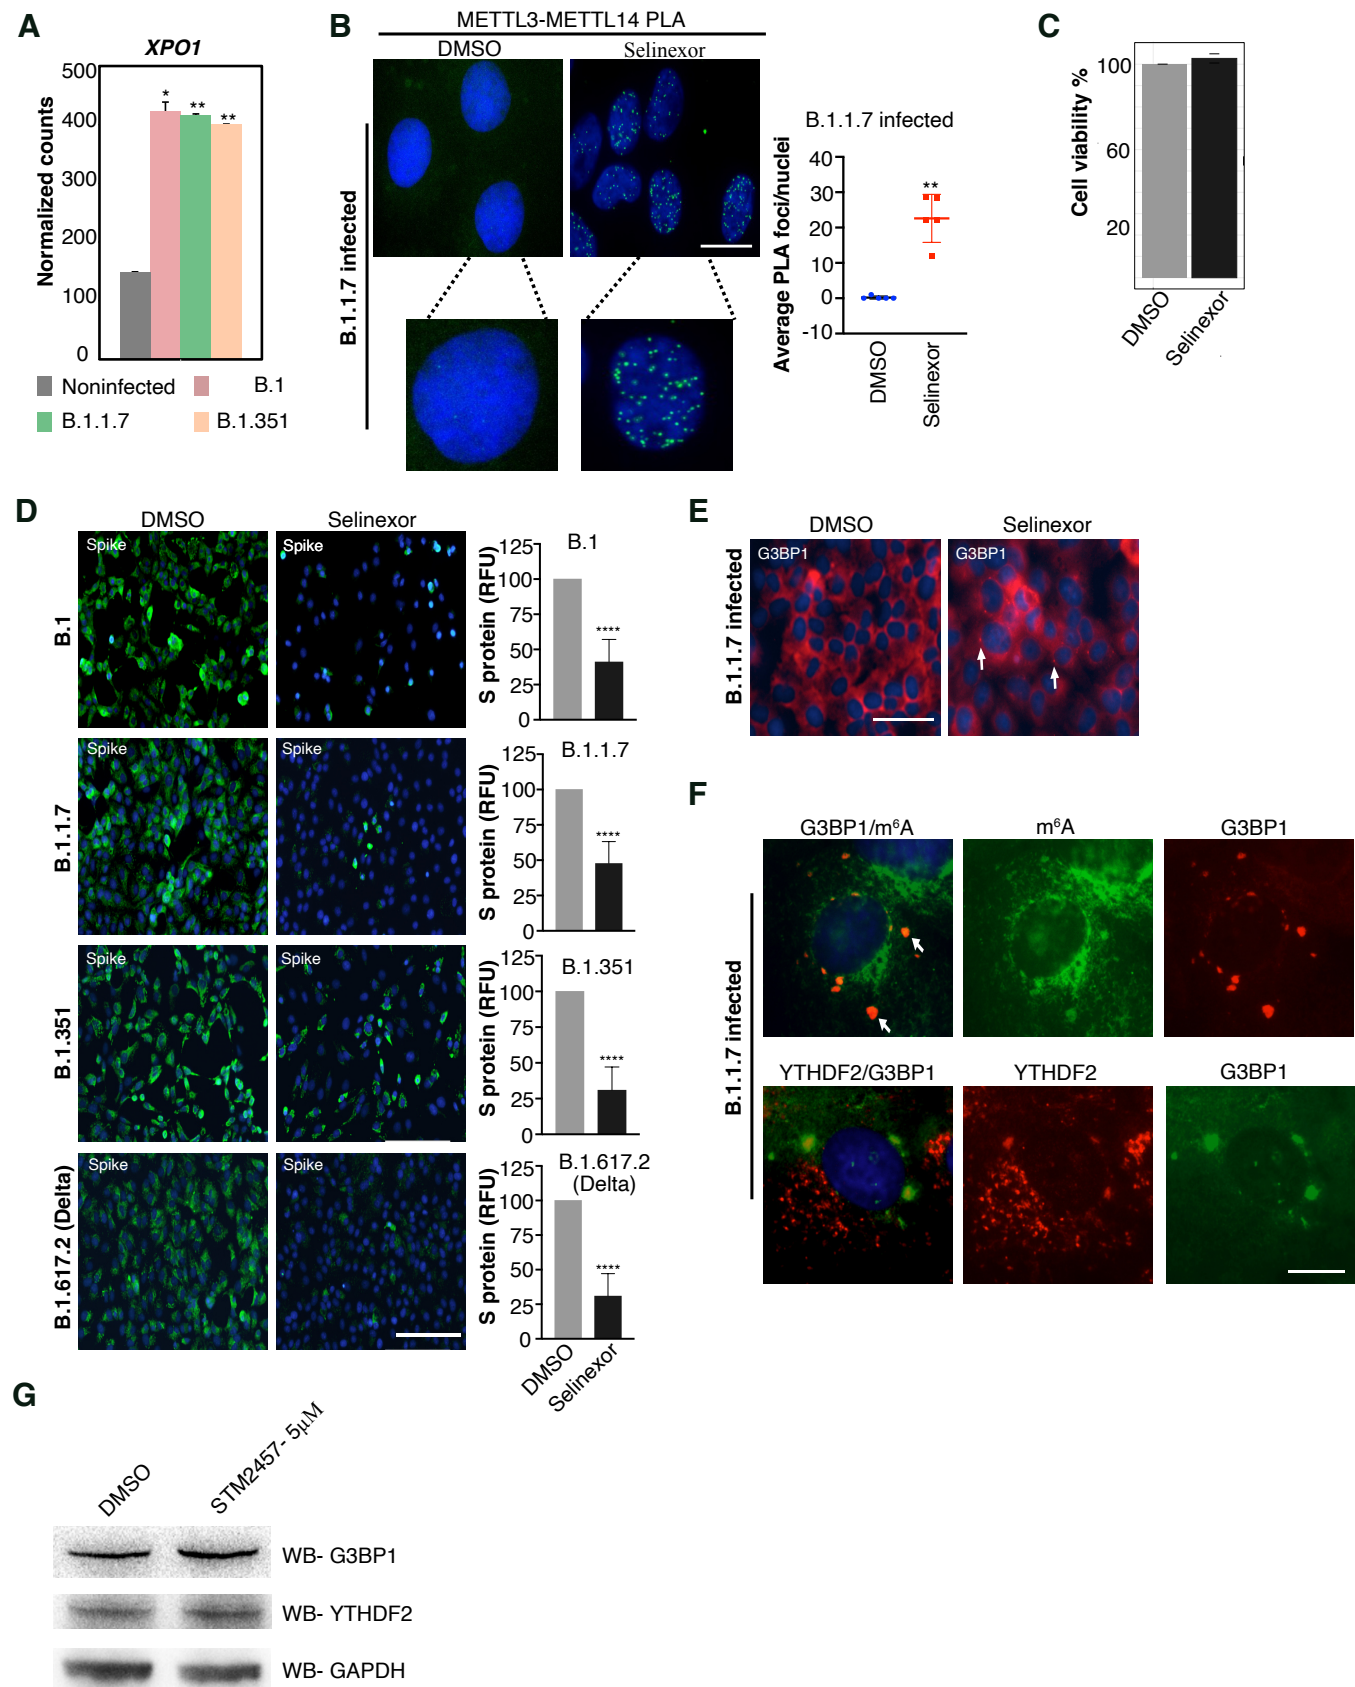 A
XPO1
Normalized counts
500
400
300
200
100
0
*
**
**
Noninfected
B.1
B.1.1.7
B.1.351
B
METTL3-METTL14 PLA
DMSO
Selinexor
B.1.1.7 infected
B.1.1.7 infected
Average PLA foci/nuclei
40
30
20
10
0
-10
**
DMSO
Selinexor
C
Cell viability %
100
60
20
DMSO
Selinexor
D
DMSO
Selinexor
B.1
Spike
Spike
S protein (RFU)
B.1
125
100
75
50
25
0
****
B.1.1.7
Spike
Spike
S protein (RFU)
B.1.1.7
125
100
75
50
25
0
****
B.1.351
Spike
Spike
S protein (RFU)
B.1.351
125
100
75
50
25
0
****
B.1.617.2 (Delta)
Spike
Spike
S protein (RFU)
B.1.617.2
(Delta)
125
100
75
50
25
0
****
DMSO
Selinexor
E
DMSO
Selinexor
B.1.1.7 infected
G3BP1
G3BP1
F
G3BP1/m⁶A
m⁶A
G3BP1
B.1.1.7 infected
YTHDF2/G3BP1
YTHDF2
G3BP1
G
DMSO
STM2457- 5µM
WB- G3BP1
WB- YTHDF2
WB- GAPDH